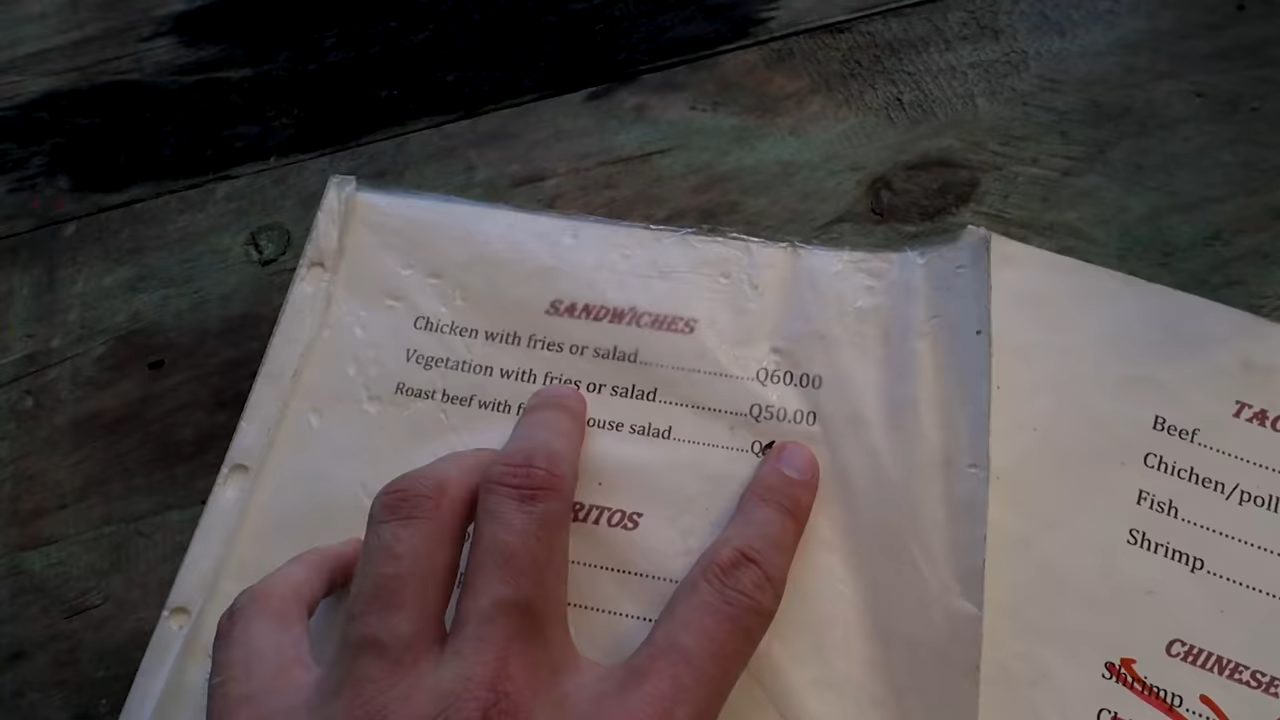 SANDWICHES
Chicken with fries or salad....................Q60.00
Vegetation with fries or salad...............Q50.00
Roast beef with ouse salad..............Q
RITOS
TAC
Beef
Chichen/poll
Fish
Shrimp
CHINESE
Shrimp